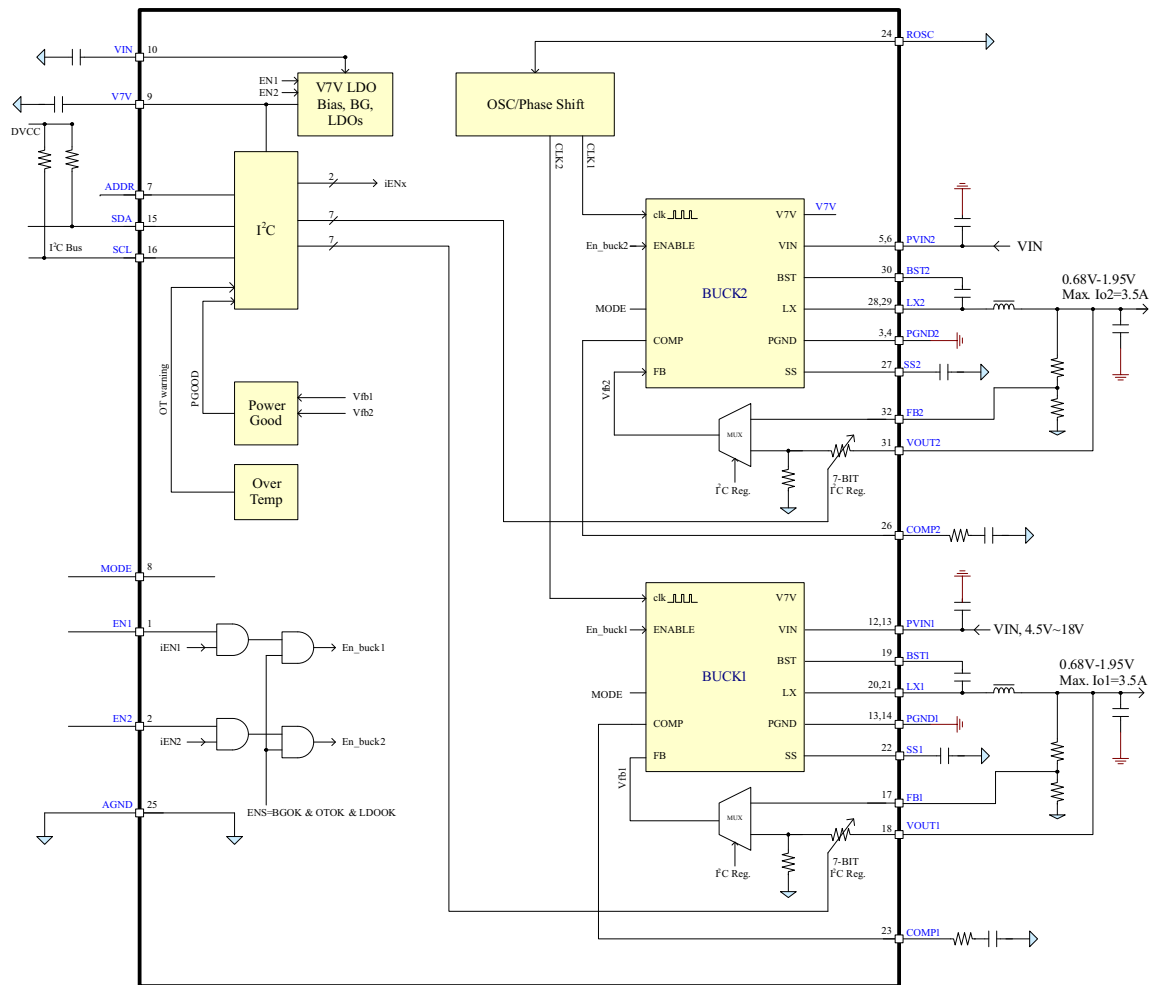 VIN
10
V7V
9
DVCC
EN1
EN2
V7V LDO
Bias, BG,
LDOs
ADDR
7
SDA
15
I²C Bus
SCL
16
I²C
2
iENx
7
7
OT warning
PGOOD
Power
Good
Vfb1
Vfb2
Over
Temp
MODE
8
EN1
1
iEN1
En_buck1
EN2
2
iEN2
En_buck2
ENS=BGOK & OTOK & LDOOK
AGND
25
24
ROSC
OSC/Phase Shift
CLK2
CLK1
clk
V7V
V7V
En_buck2
ENABLE
VIN
5,6
PVIN2
VIN
BST
30
BST2
BUCK2
0.68V-1.95V
Max. Io2=3.5A
MODE
LX
28,29
LX2
COMP
PGND
3,4
PGND2
FB
SS
27
SS2
Vfb2
MUX
32
FB2
31
VOUT2
I²C Reg.
7-BIT
I²C Reg.
26
COMP2
clk
V7V
En_buck1
ENABLE
VIN
12,13
PVIN1
VIN, 4.5V~18V
BST
19
BST1
BUCK1
0.68V-1.95V
Max. Io1=3.5A
MODE
LX
20,21
LX1
COMP
PGND
13,14
PGND1
FB
SS
22
SS1
Vfb1
MUX
17
FB1
18
VOUT1
I²C Reg.
7-BIT
I²C Reg.
23
COMP1